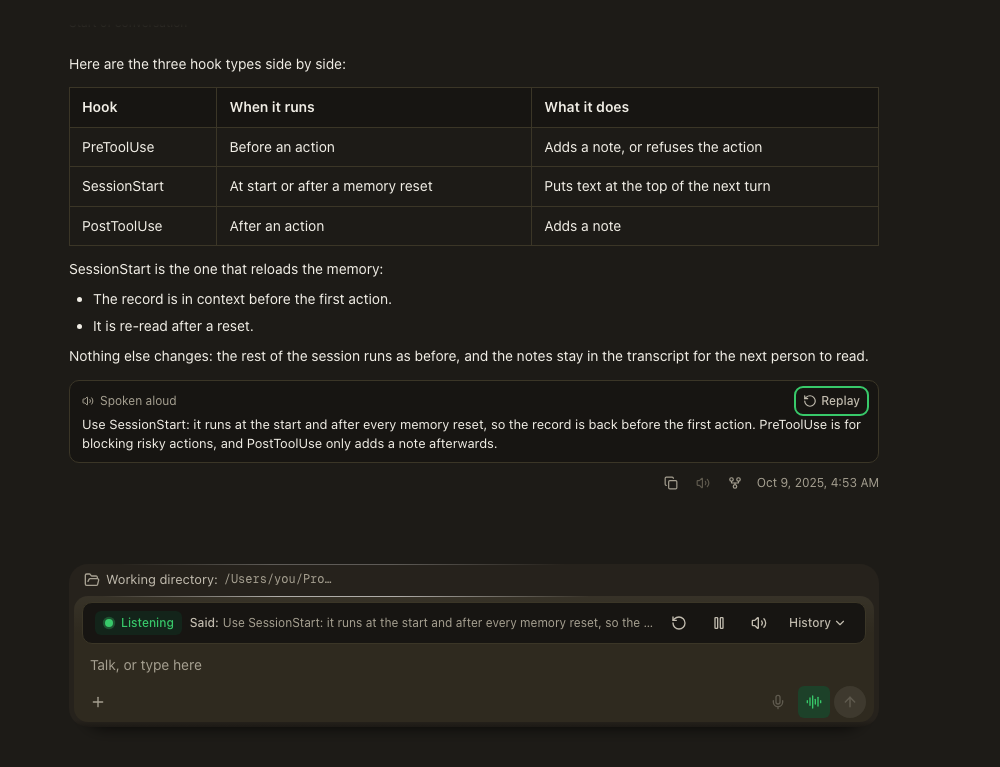 Here are the three hook types side by side:
Hook When it runs What it does
PreToolUse Before an action Adds a note, or refuses the action
SessionStart At start or after a memory reset Puts text at the top of the next turn
PostToolUse After an action Adds a note
SessionStart is the one that reloads the memory:
• The record is in context before the first action.
• It is re-read after a reset.
Nothing else changes: the rest of the session runs as before, and the notes stay in the transcript for the next person to read.
Spoken aloud Replay
Use SessionStart: it runs at the start and after every memory reset, so the record is back before the first action. PreToolUse is for
blocking risky actions, and PostToolUse only adds a note afterwards.
Oct 9, 2025, 4:53 AM
Working directory: /Users/you/Pro…
Listening Said: Use SessionStart: it runs at the start and after every memory reset, so the ... History
Talk, or type here